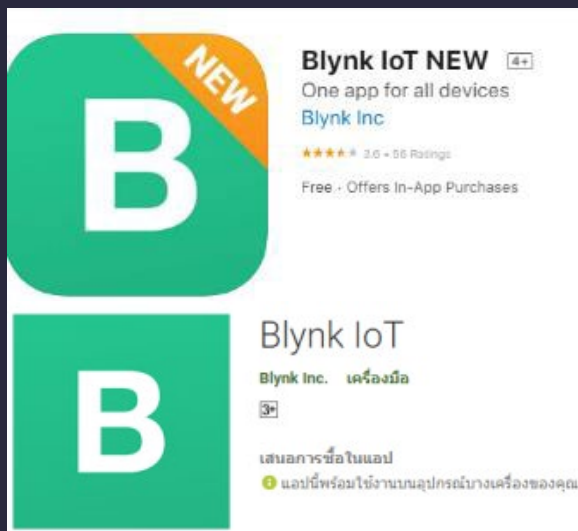 NEW
B
Blynk IoT NEW 4+
One app for all devices
Blynk Inc
3.6 • 56 Ratings
Free · Offers In-App Purchases
B
Blynk IoT
Blynk Inc. เครื่องมือ
3+
เสนอการซื้อในแอป
แอปนี้พร้อมใช้งานบนอุปกรณ์บางเครื่องของคุณ